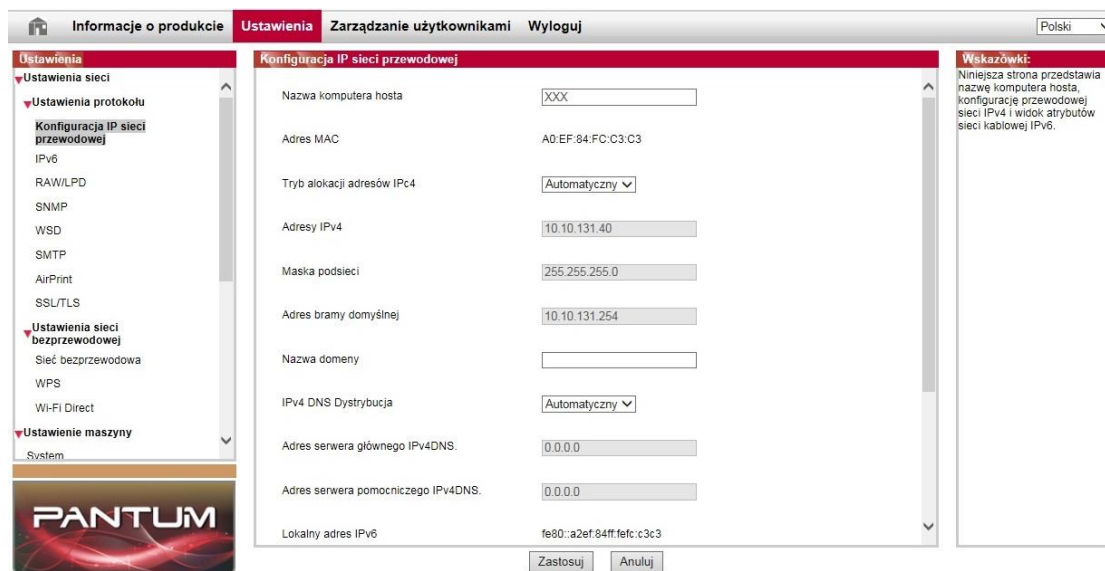 Informacje o produkcie Ustawienia Zarządzanie użytkownikami Wyloguj Polski
Ustawienia
Ustawienia sieci
Ustawienia protokołu
Konfiguracja IP sieci
przewodowej
IPv6
RAW/LPD
SNMP
WSD
SMTP
AirPrint
SSL/TLS
Ustawienia sieci
bezprzewodowej
Sieć bezprzewodowa
WPS
Wi-Fi Direct
Ustawienie maszyny
System
PANTUM
Konfiguracja IP sieci przewodowej
Nazwa komputera hosta XXX
Adres MAC A0:EF:84:FC:C3:C3
Tryb alokacji adresów IPc4 Automatyczny
Adresy IPv4 10.10.131.40
Maska podsieci 255.255.255.0
Adres bramy domyślnej 10.10.131.254
Nazwa domeny
IPv4 DNS Dystrybucja Automatyczny
Adres serwera głównego IPv4DNS. 0.0.0.0
Adres serwera pomocniczego IPv4DNS. 0.0.0.0
Lokalny adres IPv6 fe80::a2ef:84ff:fefc:c3c3
Zastosuj Anuluj
Wskazówki:
Niniejsza strona przedstawia
nazwę komputera hosta,
konfigurację przewodowej
sieci IPv4 i widok atrybutów
sieci kablowej IPv6.